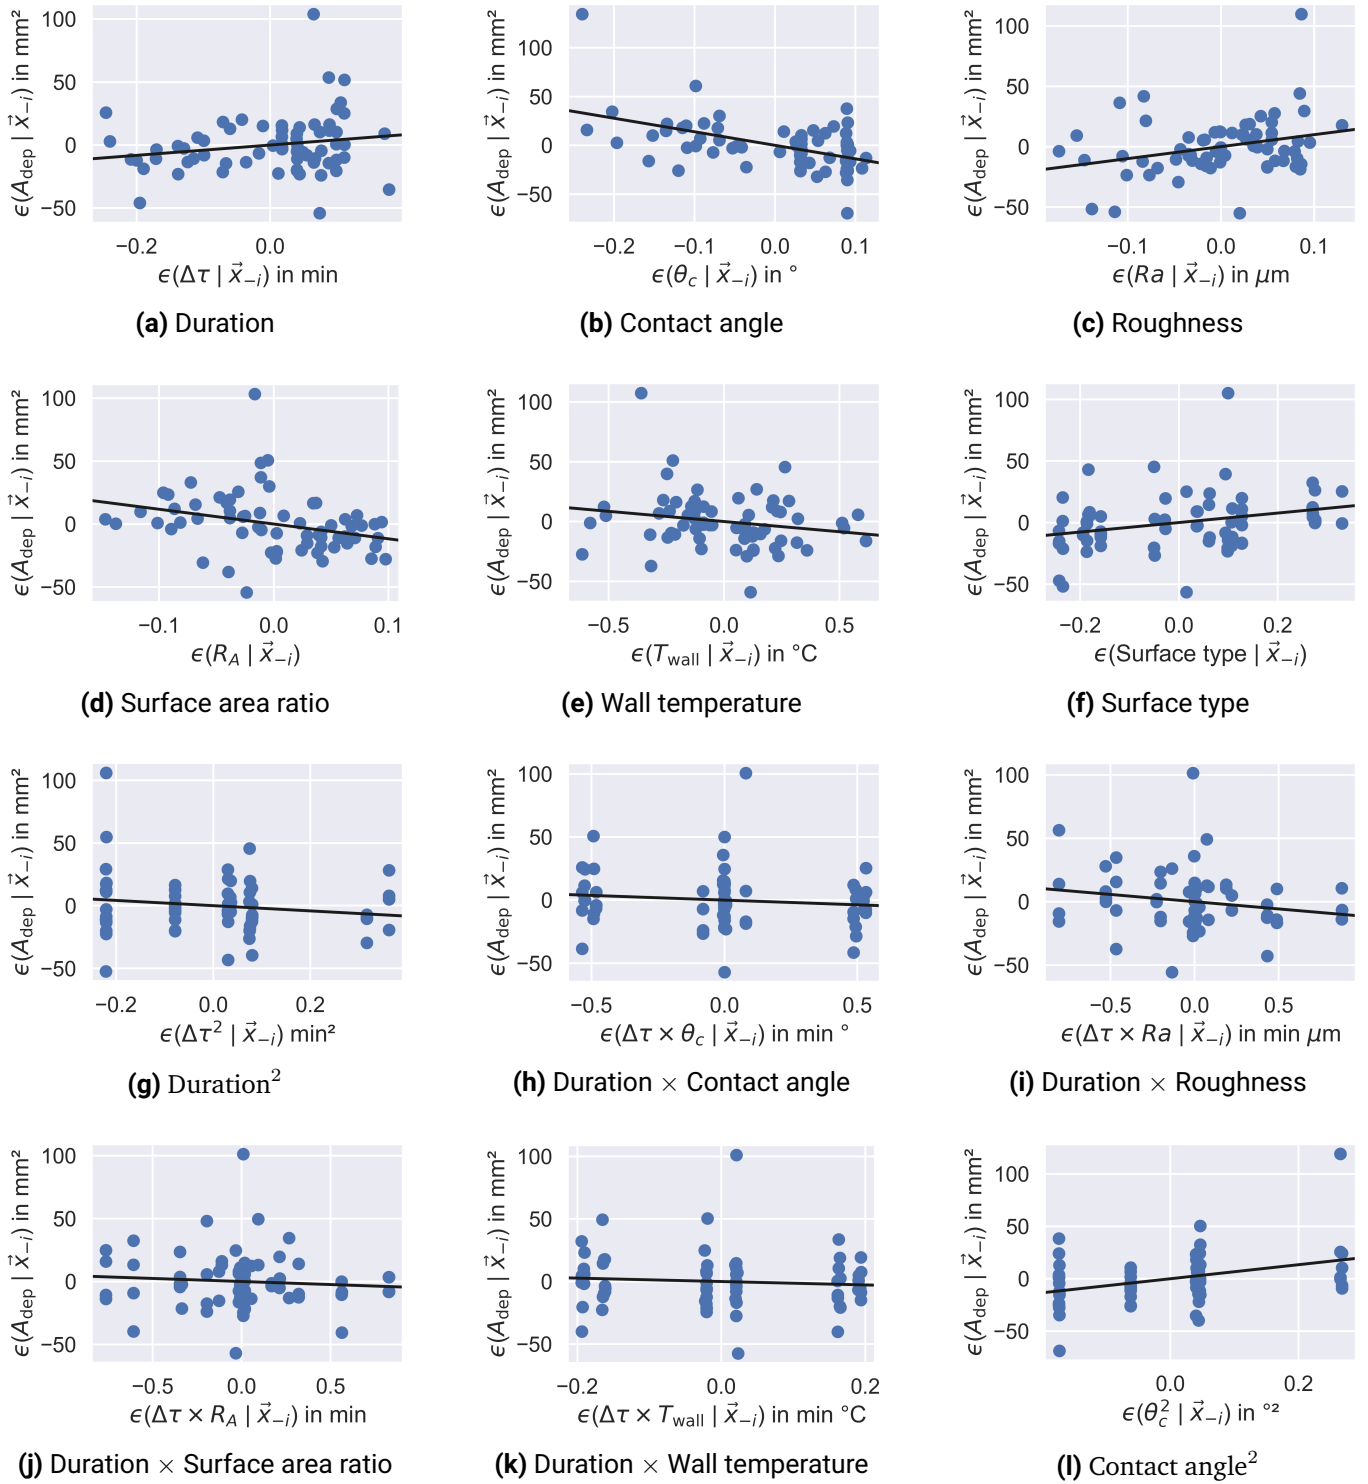 100
50
0
−50
ϵ(A_dep | x⃗_−i) in mm²
−0.2
0.0
ϵ(Δτ | x⃗_−i) in min
(a) Duration
100
50
0
−50
ϵ(A_dep | x⃗_−i) in mm²
−0.2
−0.1
0.0
0.1
ϵ(θ_c | x⃗_−i) in °
(b) Contact angle
100
50
0
−50
ϵ(A_dep | x⃗_−i) in mm²
−0.1
0.0
0.1
ϵ(Ra | x⃗_−i) in μm
(c) Roughness
100
50
0
−50
ϵ(A_dep | x⃗_−i) in mm²
−0.1
0.0
0.1
ϵ(R_A | x⃗_−i)
(d) Surface area ratio
100
50
0
−50
ϵ(A_dep | x⃗_−i) in mm²
−0.5
0.0
0.5
ϵ(T_wall | x⃗_−i) in °C
(e) Wall temperature
100
50
0
−50
ϵ(A_dep | x⃗_−i) in mm²
−0.2
0.0
0.2
ϵ(Surface type | x⃗_−i)
(f) Surface type
100
50
0
−50
ϵ(A_dep | x⃗_−i) in mm²
−0.2
0.0
0.2
ϵ(Δτ² | x⃗_−i) min²
(g) Duration²
100
50
0
−50
ϵ(A_dep | x⃗_−i) in mm²
−0.5
0.0
0.5
ϵ(Δτ × θ_c | x⃗_−i) in min °
(h) Duration × Contact angle
100
50
0
−50
ϵ(A_dep | x⃗_−i) in mm²
−0.5
0.0
0.5
ϵ(Δτ × Ra | x⃗_−i) in min μm
(i) Duration × Roughness
100
50
0
−50
ϵ(A_dep | x⃗_−i) in mm²
−0.5
0.0
0.5
ϵ(Δτ × R_A | x⃗_−i) in min
(j) Duration × Surface area ratio
100
50
0
−50
ϵ(A_dep | x⃗_−i) in mm²
−0.2
0.0
0.2
ϵ(Δτ × T_wall | x⃗_−i) in min °C
(k) Duration × Wall temperature
100
50
0
−50
ϵ(A_dep | x⃗_−i) in mm²
0.0
0.2
ϵ(θ_c² | x⃗_−i) in °²
(l) Contact angle²